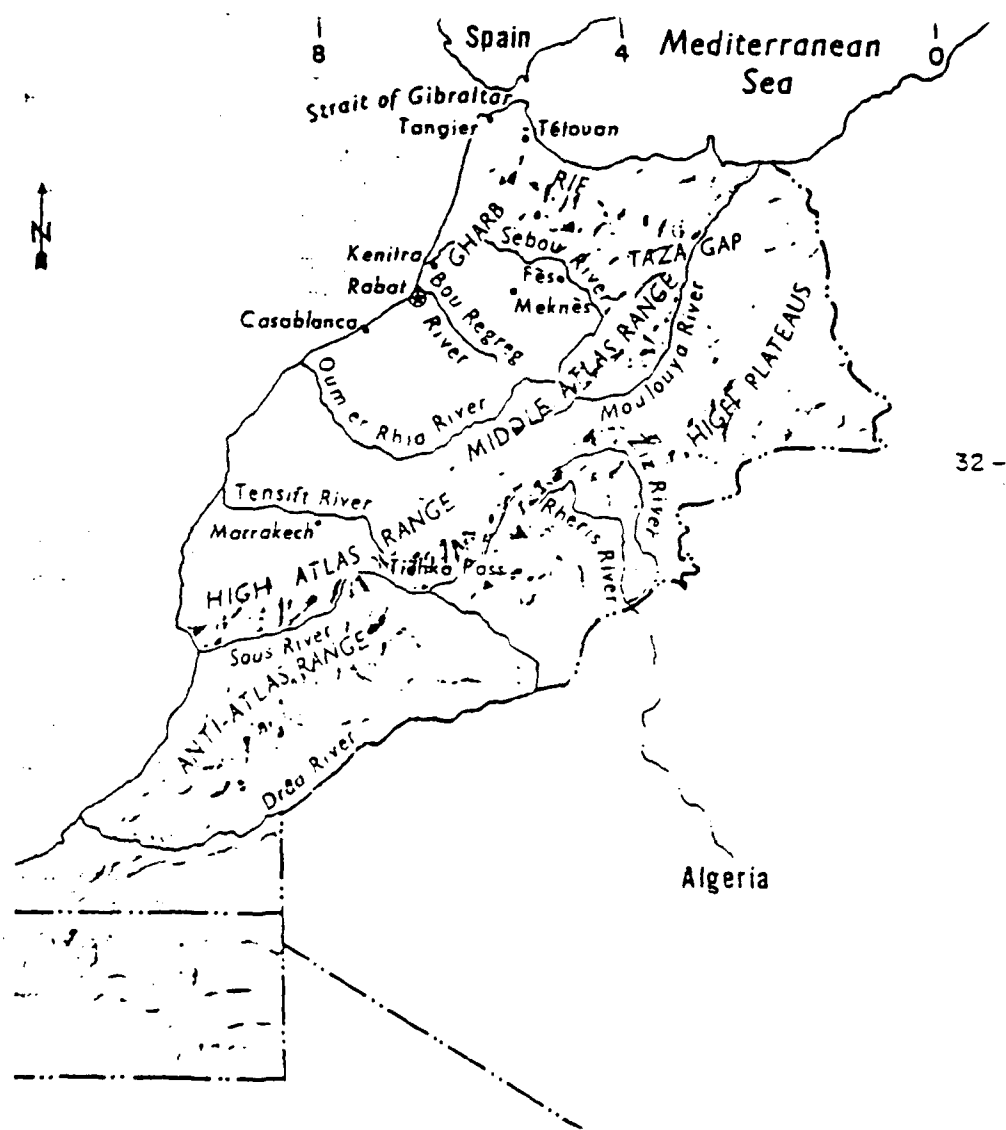 8
Spain
4
Mediterranean
Sea
0
Strait of Gibraltar
Tangier
Tétouan
RIF
N
GHARB
Sebou River
TAZA GAP
Kenitra
Rabat
Fès
Meknès
Bou Regreg
River
Casablanca
Oum er Rhia River
MIDDLE ATLAS RANGE
Moulouya River
HIGH PLATEAUS
32 –
Tensift River
Marrakech
HIGH ATLAS RANGE
Ziz River
Rheris River
Tichka Pass
Sous River
ANTI-ATLAS RANGE
Drâa River
Algeria